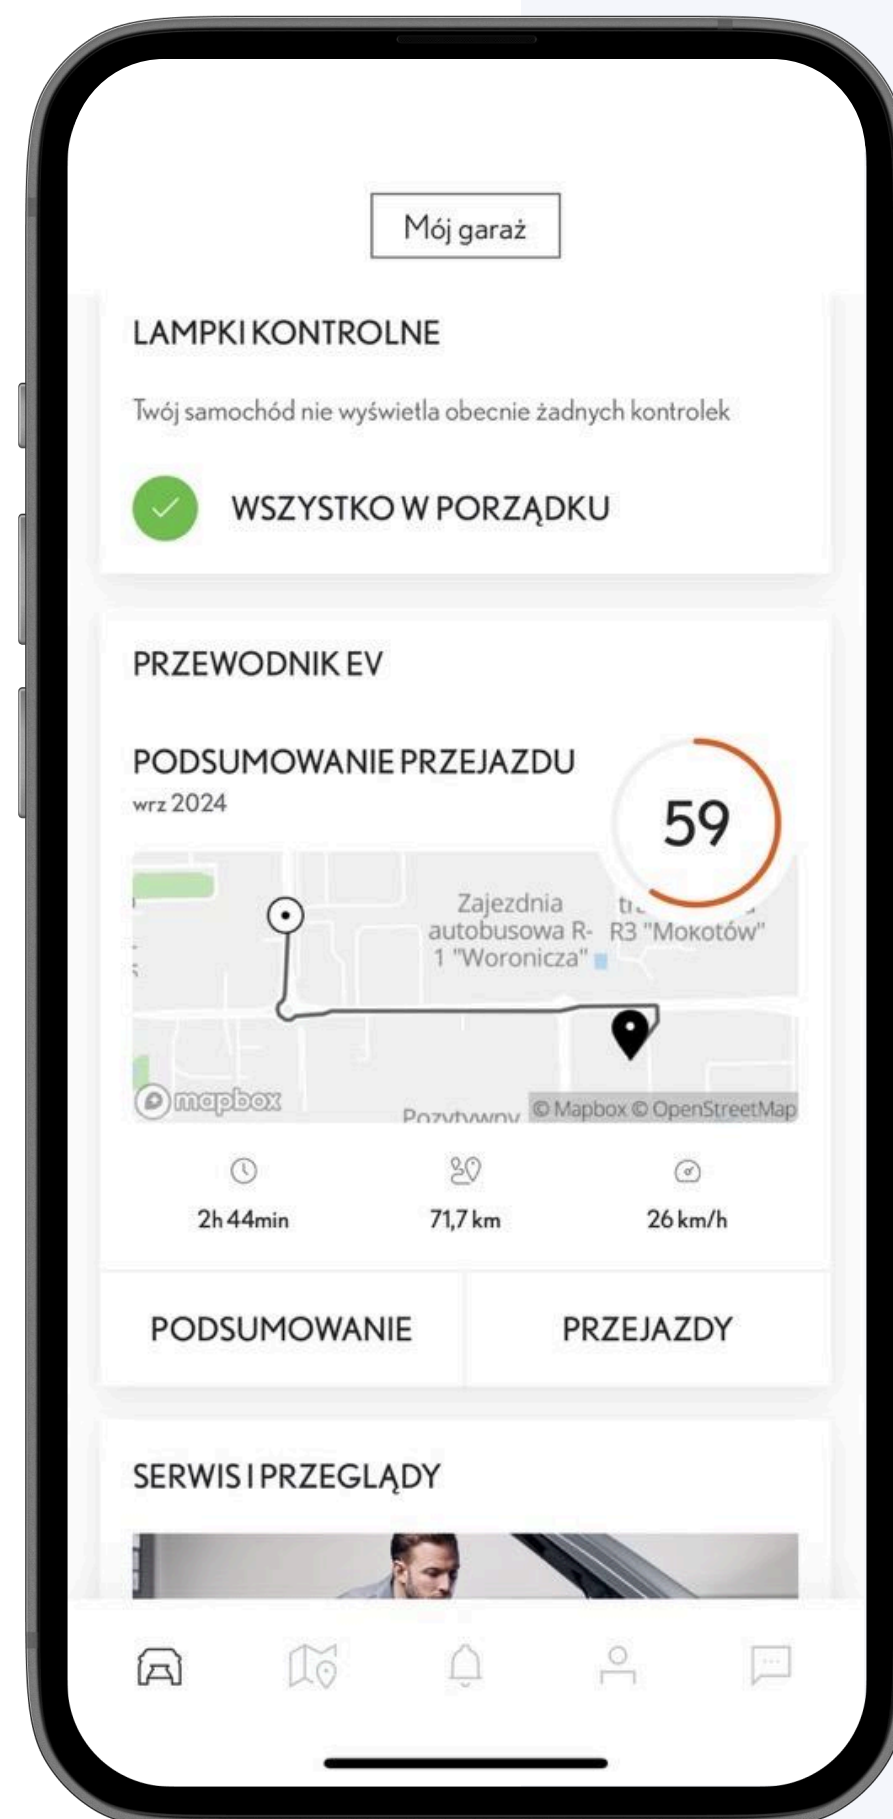 Mój garaż
LAMPKI KONTROLNE
Twój samochód nie wyświetla obecnie żadnych kontrolek
WSZYSTKO W PORZĄDKU
PRZEWODNIK EV
PODSUMOWANIE PRZEJAZDU
wrz 2024
59
Zajezdnia
autobusowa R-
1 "Woronicza"
R3 "Mokotów"
mapbox
Pozytywny
© Mapbox © OpenStreetMap
2h 44min
71,7 km
26 km/h
PODSUMOWANIE
PRZEJAZDY
SERWIS I PRZEGLĄDY